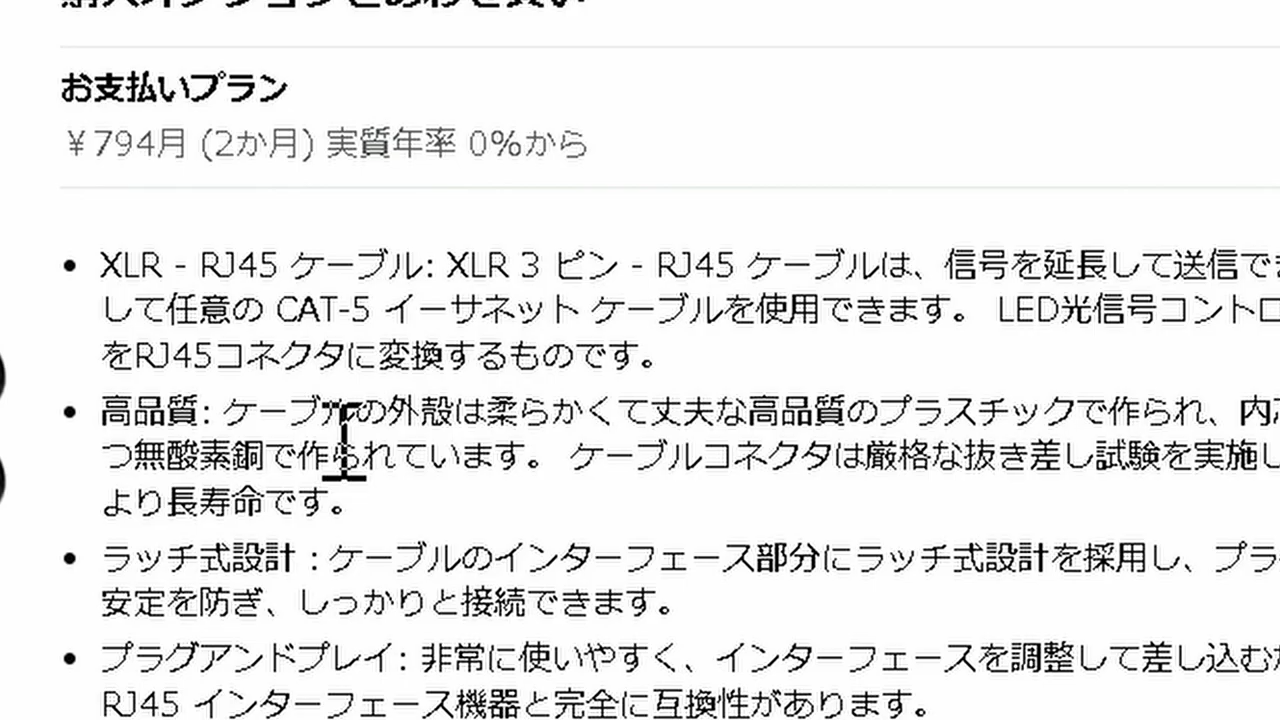 お支払いプラン
¥794月 (2か月) 実質年率 0%から
XLR - RJ45 ケーブル: XLR 3 ピン - RJ45 ケーブルは、信号を延長して送信でき
して任意の CAT-5 イーサネット ケーブルを使用できます。 LED光信号コントロ
をRJ45コネクタに変換するものです。
高品質: ケーブルの外殻は柔らかくて丈夫な高品質のプラスチックで作られ、内
つ無酸素銅で作られています。 ケーブルコネクタは厳格な抜き差し試験を実施し
より長寿命です。
ラッチ式設計 : ケーブルのインターフェース部分にラッチ式設計を採用し、プラ
安定を防ぎ、しっかりと接続できます。
プラグアンドプレイ: 非常に使いやすく、インターフェースを調整して差し込む
RJ45 インターフェース機器と完全に互換性があります。